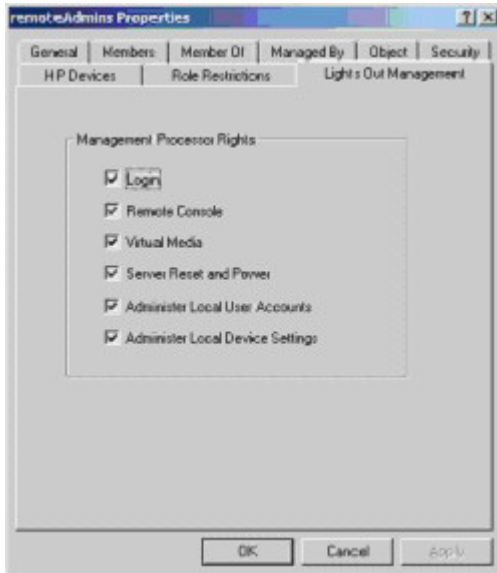 remoteAdmins Properties
General Members Member Of Managed By Object Security
HP Devices Role Restrictions Lights Out Management
Management Processor Rights
Login
Remote Console
Virtual Media
Server Reset and Power
Administer Local User Accounts
Administer Local Device Settings
OK Cancel Apply